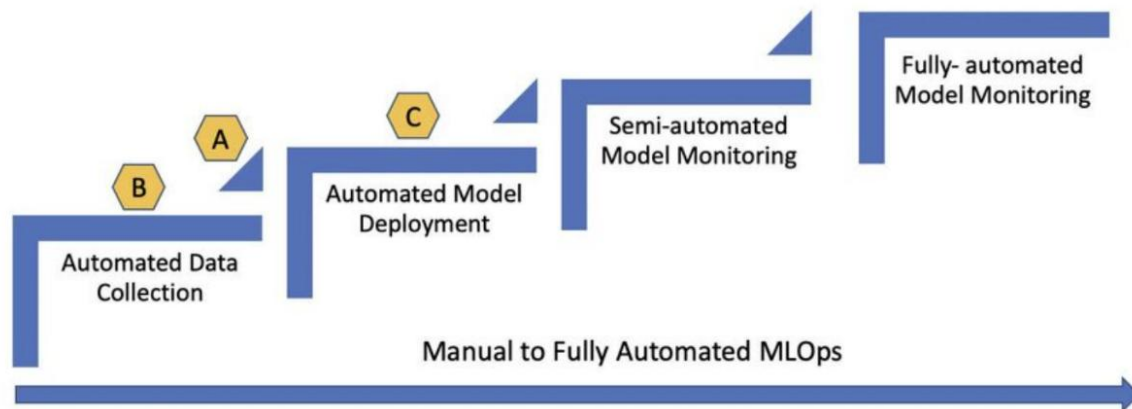 Fully- automated
Model Monitoring
C
Semi-automated
Model Monitoring
A
B
Automated Model
Deployment
Automated Data
Collection
Manual to Fully Automated MLOps